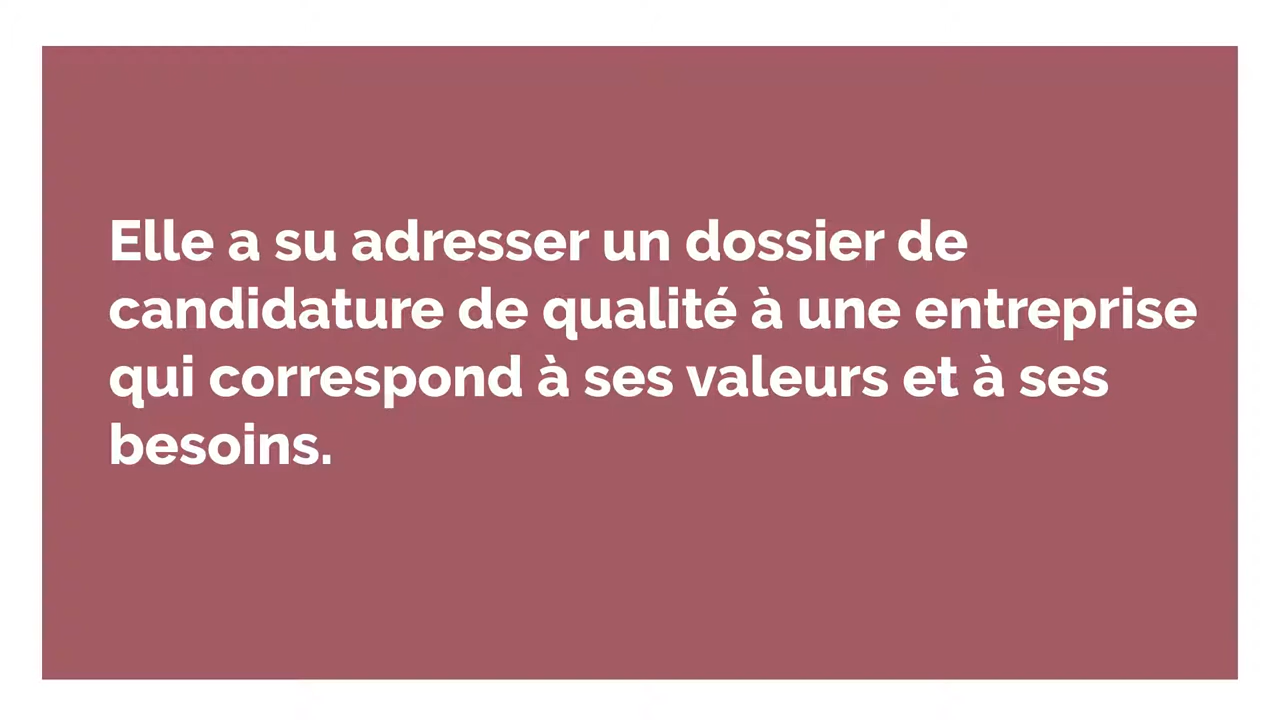 Elle a su adresser un dossier de
candidature de qualité à une entreprise
qui correspond à ses valeurs et à ses
besoins.